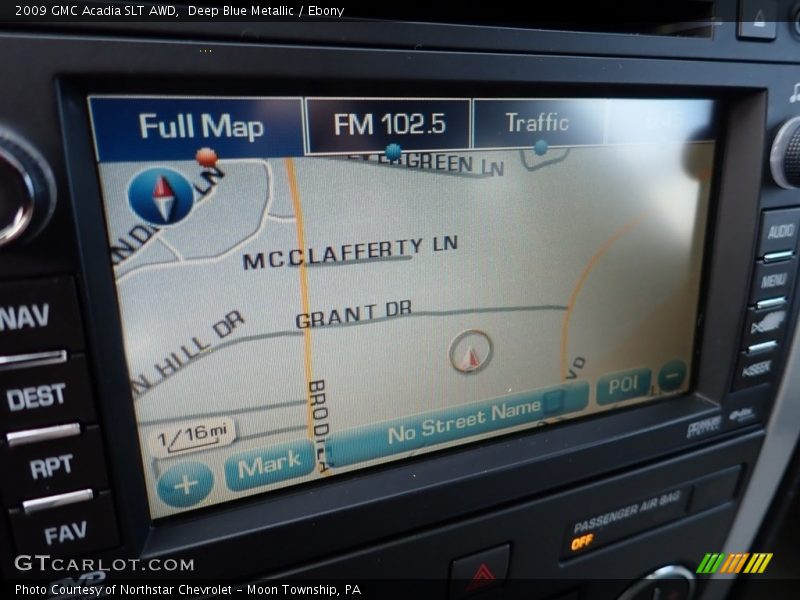 2009 GMC Acadia SLT AWD, Deep Blue Metallic / Ebony
Full Map
FM 102.5
Traffic
EVERGREEN LN
LN
MCCLAFFERTY LN
GRANT DR
N HILL DR
1/16mi
No Street Name
POI
Mark
NAV
DEST
RPT
FAV
AUDIO
MENU
SEEK
PASSENGER AIR BAG
OFF
GTCARLOT.COM
Photo Courtesy of Northstar Chevrolet - Moon Township, PA